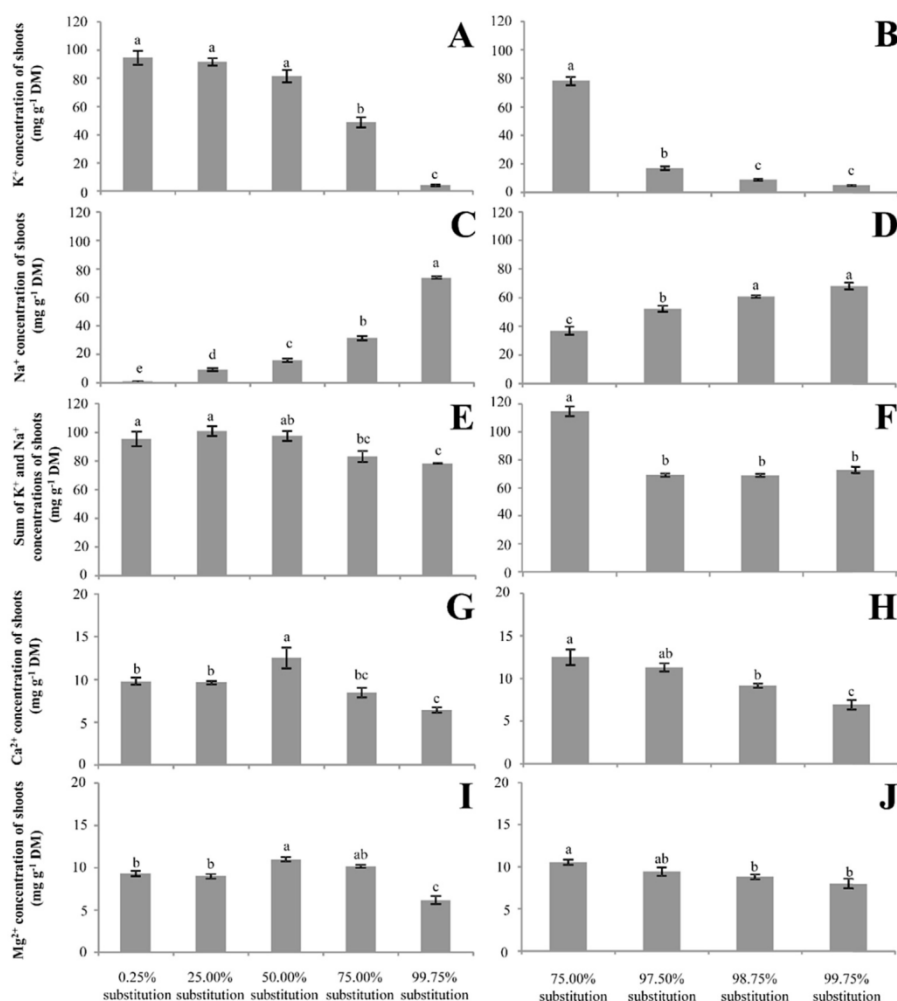 K⁺ concentration of shoots
(mg g⁻¹ DM)
120
100
80
60
40
20
0
a
a
a
b
c
A
120
100
80
60
40
20
0
a
b
c
c
B
Na⁺ concentration of shoots
(mg g⁻¹ DM)
120
100
80
60
40
20
0
e
d
c
b
a
C
120
100
80
60
40
20
0
c
b
a
a
D
Sum of K⁺ and Na⁺
concentrations of shoots
(mg g⁻¹ DM)
120
100
80
60
40
20
0
a
a
ab
bc
c
E
120
100
80
60
40
20
0
a
b
b
b
F
Ca²⁺ concentration of shoots
(mg g⁻¹ DM)
20
15
10
5
0
b
b
a
bc
c
G
20
15
10
5
0
a
ab
b
c
H
Mg²⁺ concentration of shoots
(mg g⁻¹ DM)
20
15
10
5
0
b
b
a
ab
c
I
20
15
10
5
0
a
ab
b
b
J
0.25% 25.00% 50.00% 75.00% 99.75%
substitution substitution substitution substitution substitution
75.00% 97.50% 98.75% 99.75%
substitution substitution substitution substitution